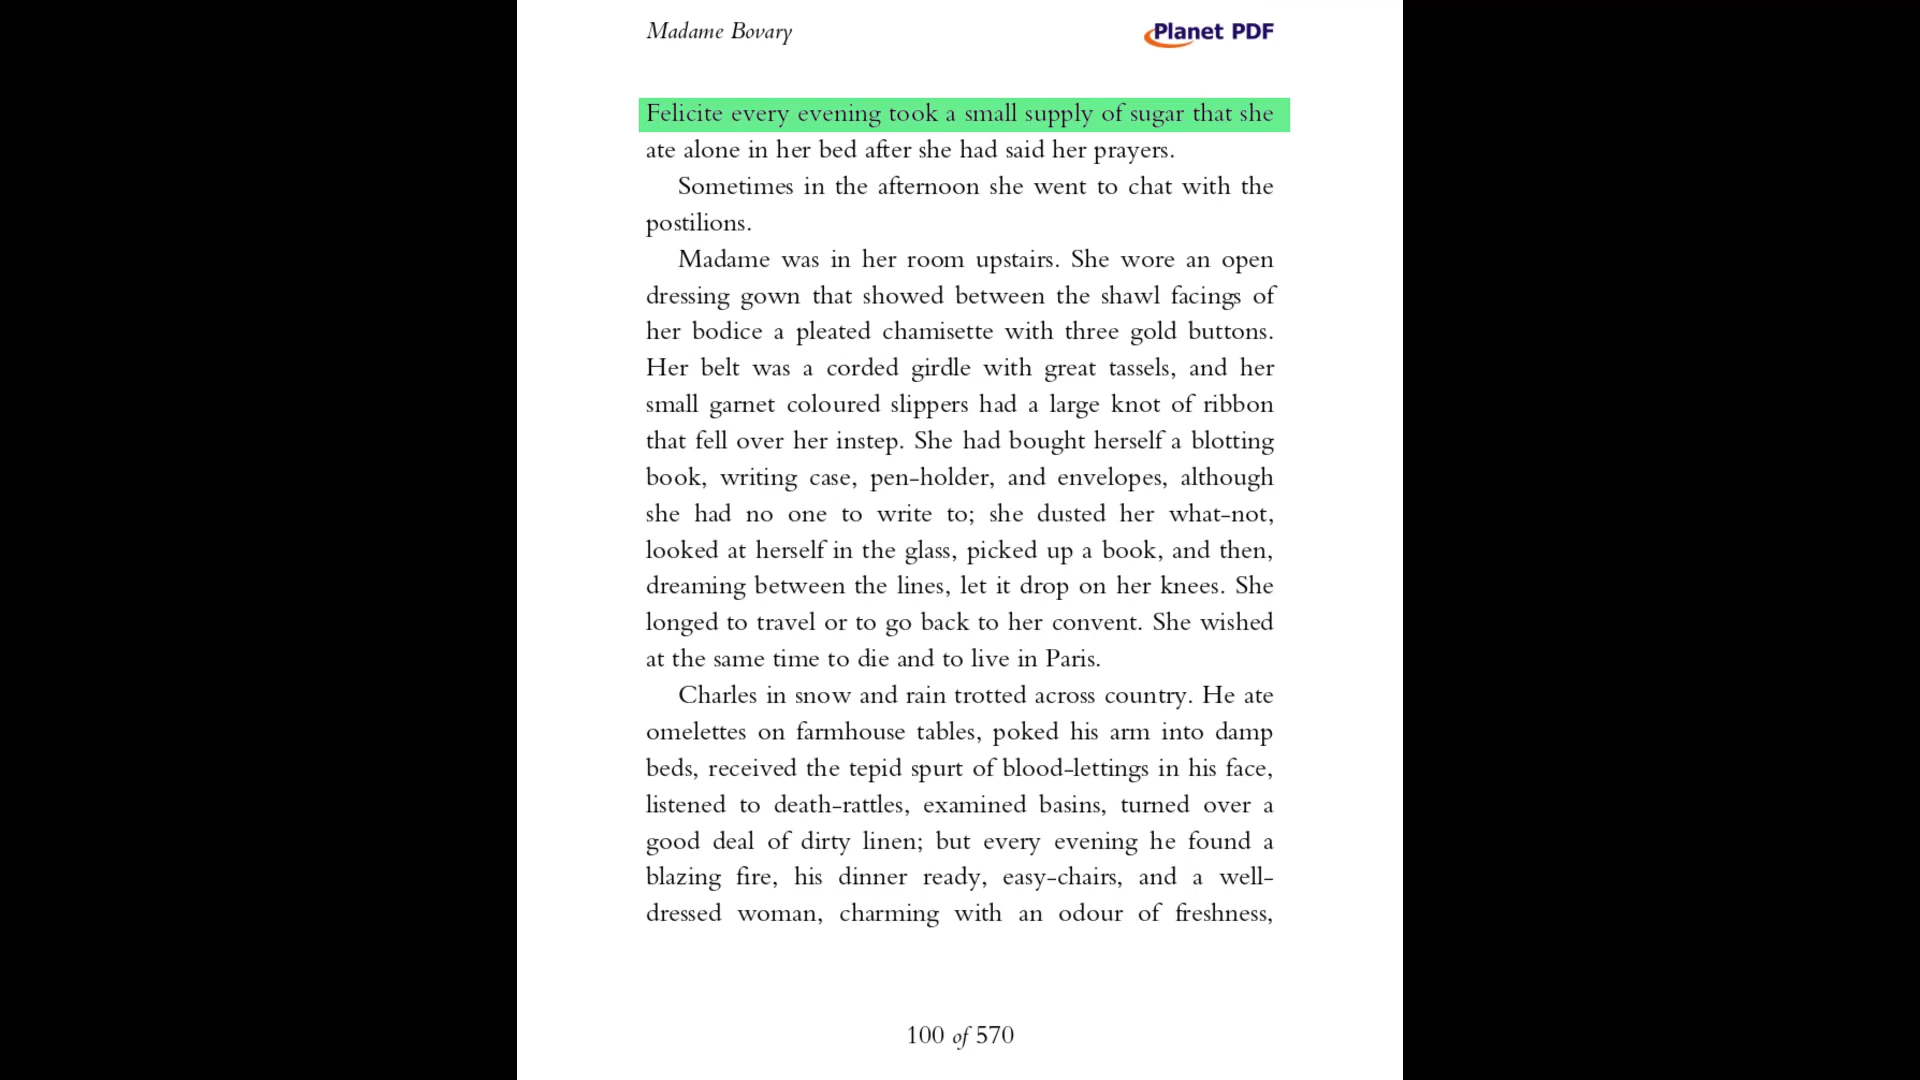 Madame Bovary
Planet PDF
Felicite every evening took a small supply of sugar that she
ate alone in her bed after she had said her prayers.
Sometimes in the afternoon she went to chat with the
postilions.
Madame was in her room upstairs. She wore an open
dressing gown that showed between the shawl facings of
her bodice a pleated chamisette with three gold buttons.
Her belt was a corded girdle with great tassels, and her
small garnet coloured slippers had a large knot of ribbon
that fell over her instep. She had bought herself a blotting
book, writing case, pen-holder, and envelopes, although
she had no one to write to; she dusted her what-not,
looked at herself in the glass, picked up a book, and then,
dreaming between the lines, let it drop on her knees. She
longed to travel or to go back to her convent. She wished
at the same time to die and to live in Paris.
Charles in snow and rain trotted across country. He ate
omelettes on farmhouse tables, poked his arm into damp
beds, received the tepid spurt of blood-lettings in his face,
listened to death-rattles, examined basins, turned over a
good deal of dirty linen; but every evening he found a
blazing fire, his dinner ready, easy-chairs, and a well-
dressed woman, charming with an odour of freshness,
100 of 570